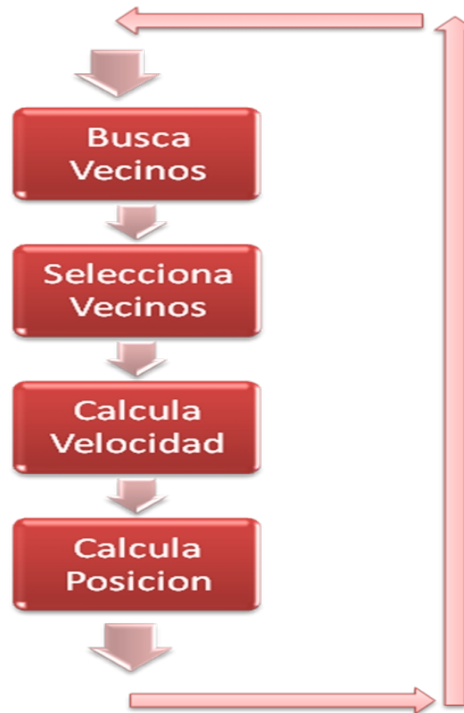 Busca
Vecinos
Selecciona
Vecinos
Calcula
Velocidad
Calcula
Posicion